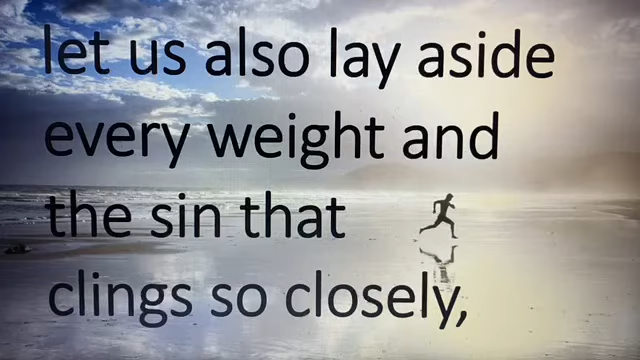 let us also lay aside
every weight and
the sin that
clings so closely,